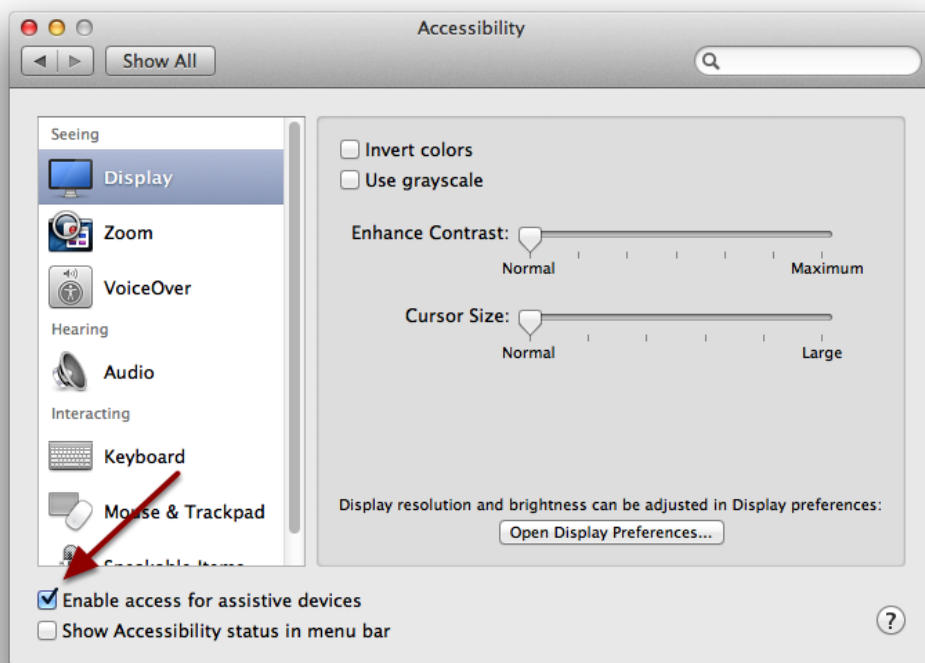 Accessibility
Show All
Seeing
Display
Zoom
VoiceOver
Hearing
Audio
Interacting
Keyboard
Mouse & Trackpad
Speakable Items
Invert colors
Use grayscale
Enhance Contrast:
Normal
Maximum
Cursor Size:
Normal
Large
Display resolution and brightness can be adjusted in Display preferences:
Open Display Preferences...
Enable access for assistive devices
Show Accessibility status in menu bar
?